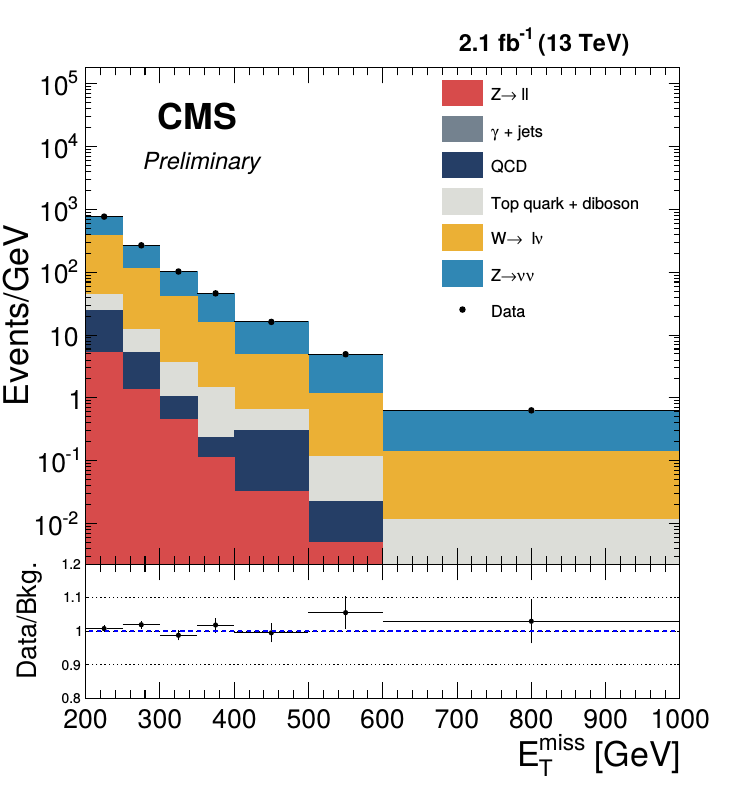 2.1 fb⁻¹ (13 TeV)
CMS
Preliminary
Z→ ll
γ + jets
QCD
Top quark + diboson
W→ lν
Z→νν
Data
Events/GeV
10⁵
10⁴
10³
10²
10
1
10⁻¹
10⁻²
Data/Bkg.
1.2
1.1
1
0.9
0.8
200 300 400 500 600 700 800 900 1000
E_T^miss [GeV]